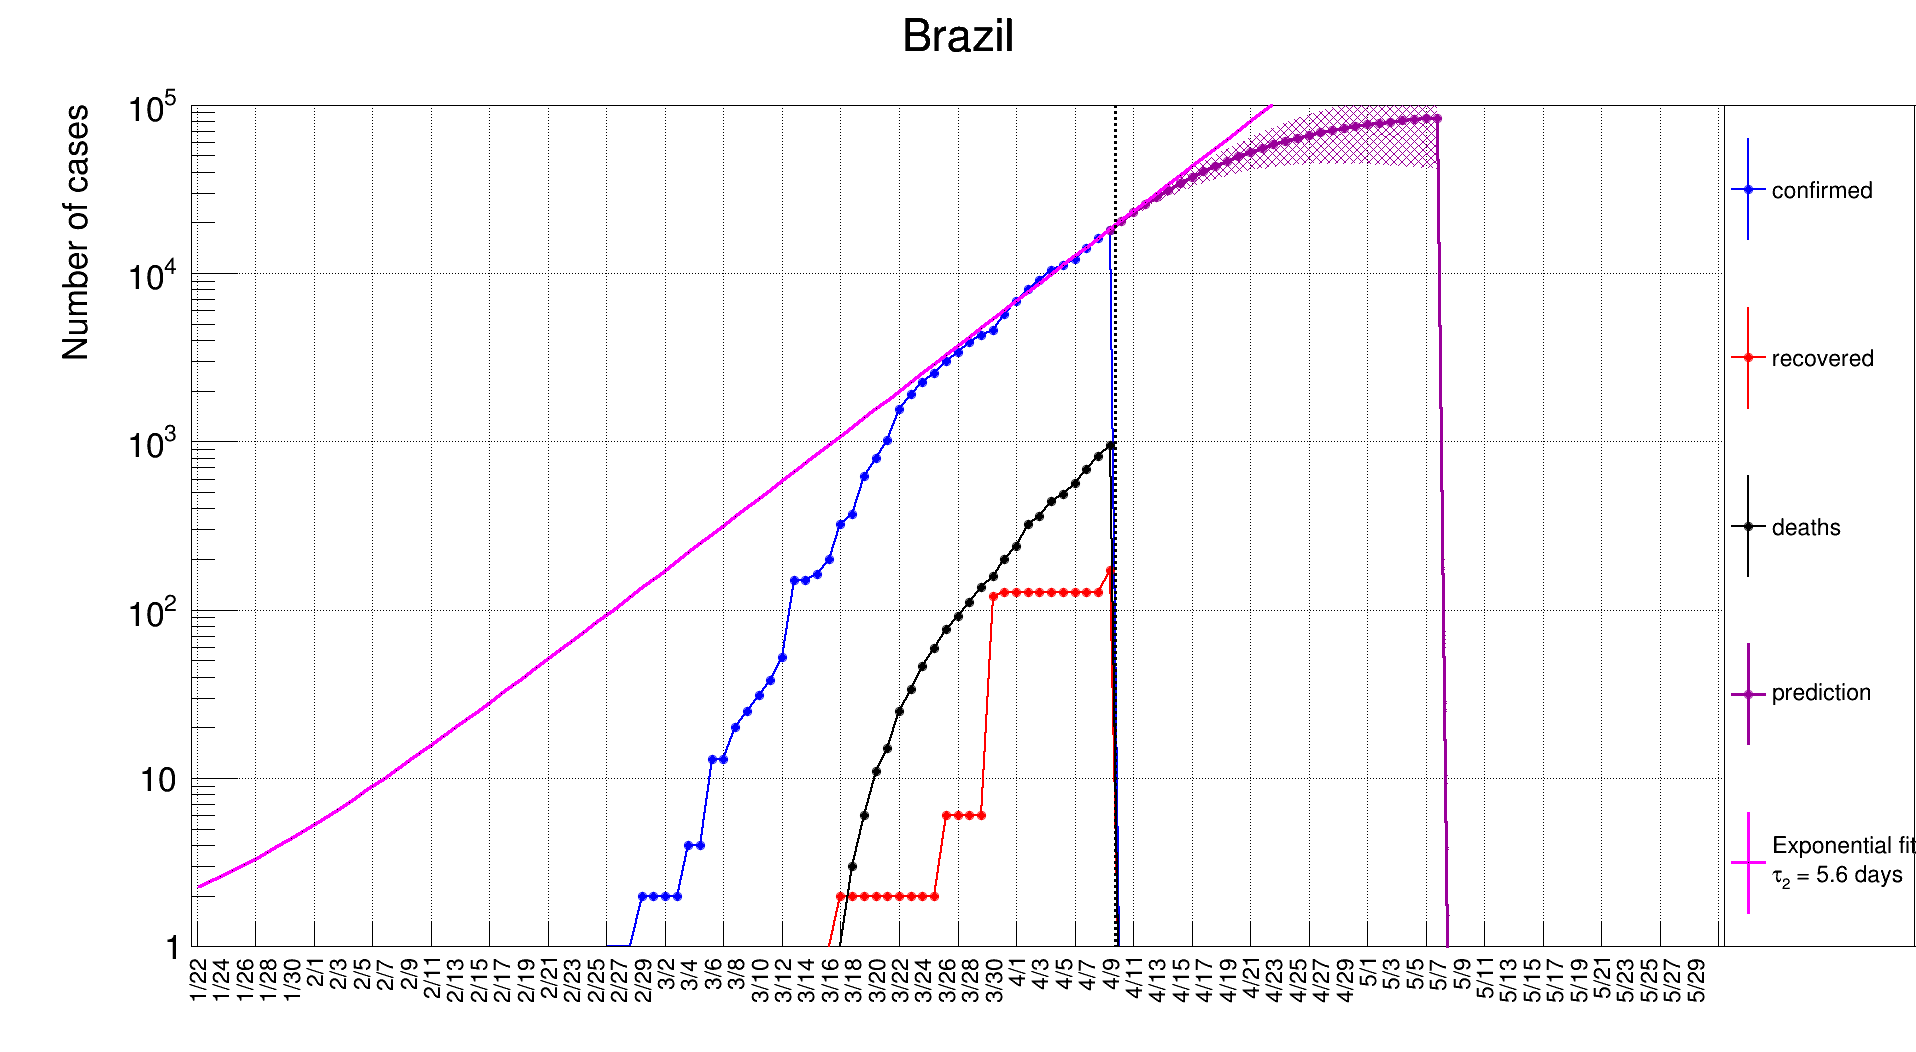 Brazil
Number of cases
10^5
10^4
10^3
10^2
10
1
1/22 1/24 1/26 1/28 1/30 2/1 2/3 2/5 2/7 2/9 2/11 2/13 2/15 2/17 2/19 2/21 2/23 2/25 2/27 2/29 3/2 3/4 3/6 3/8 3/10 3/12 3/14 3/16 3/18 3/20 3/22 3/24 3/26 3/28 3/30 4/1 4/3 4/5 4/7 4/9 4/11 4/13 4/15 4/17 4/19 4/21 4/23 4/25 4/27 4/29 5/1 5/3 5/5 5/7 5/9 5/11 5/13 5/15 5/17 5/19 5/21 5/23 5/25 5/27 5/29
confirmed
recovered
deaths
prediction
Exponential fit
τ₂ = 5.6 days